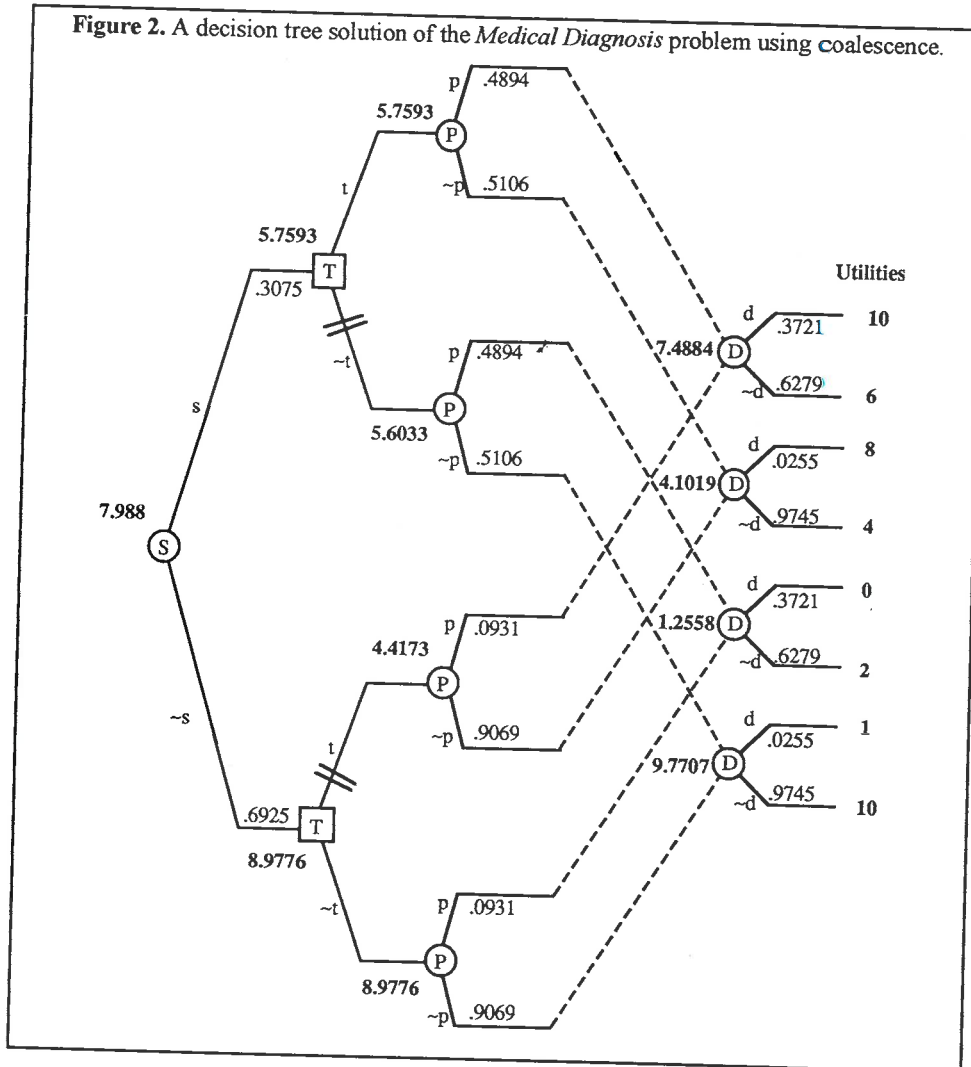 Figure 2. A decision tree solution of the Medical Diagnosis problem using coalescence.
p .4894
5.7593
P
~p .5106
t
5.7593
T
.3075
Utilities
d .3721 10
7.4884 D
~d .6279 6
~t
p .4894
P
5.6033
~p .5106
s
d .0255 8
4.1019 D
~d .9745 4
7.988
S
d .3721 0
1.2558 D
~d .6279 2
p .0931
4.4173
P
~p .9069
~s
t
d .0255 1
9.7707 D
~d .9745 10
.6925
T
8.9776
~t
p .0931
P
8.9776
~p .9069